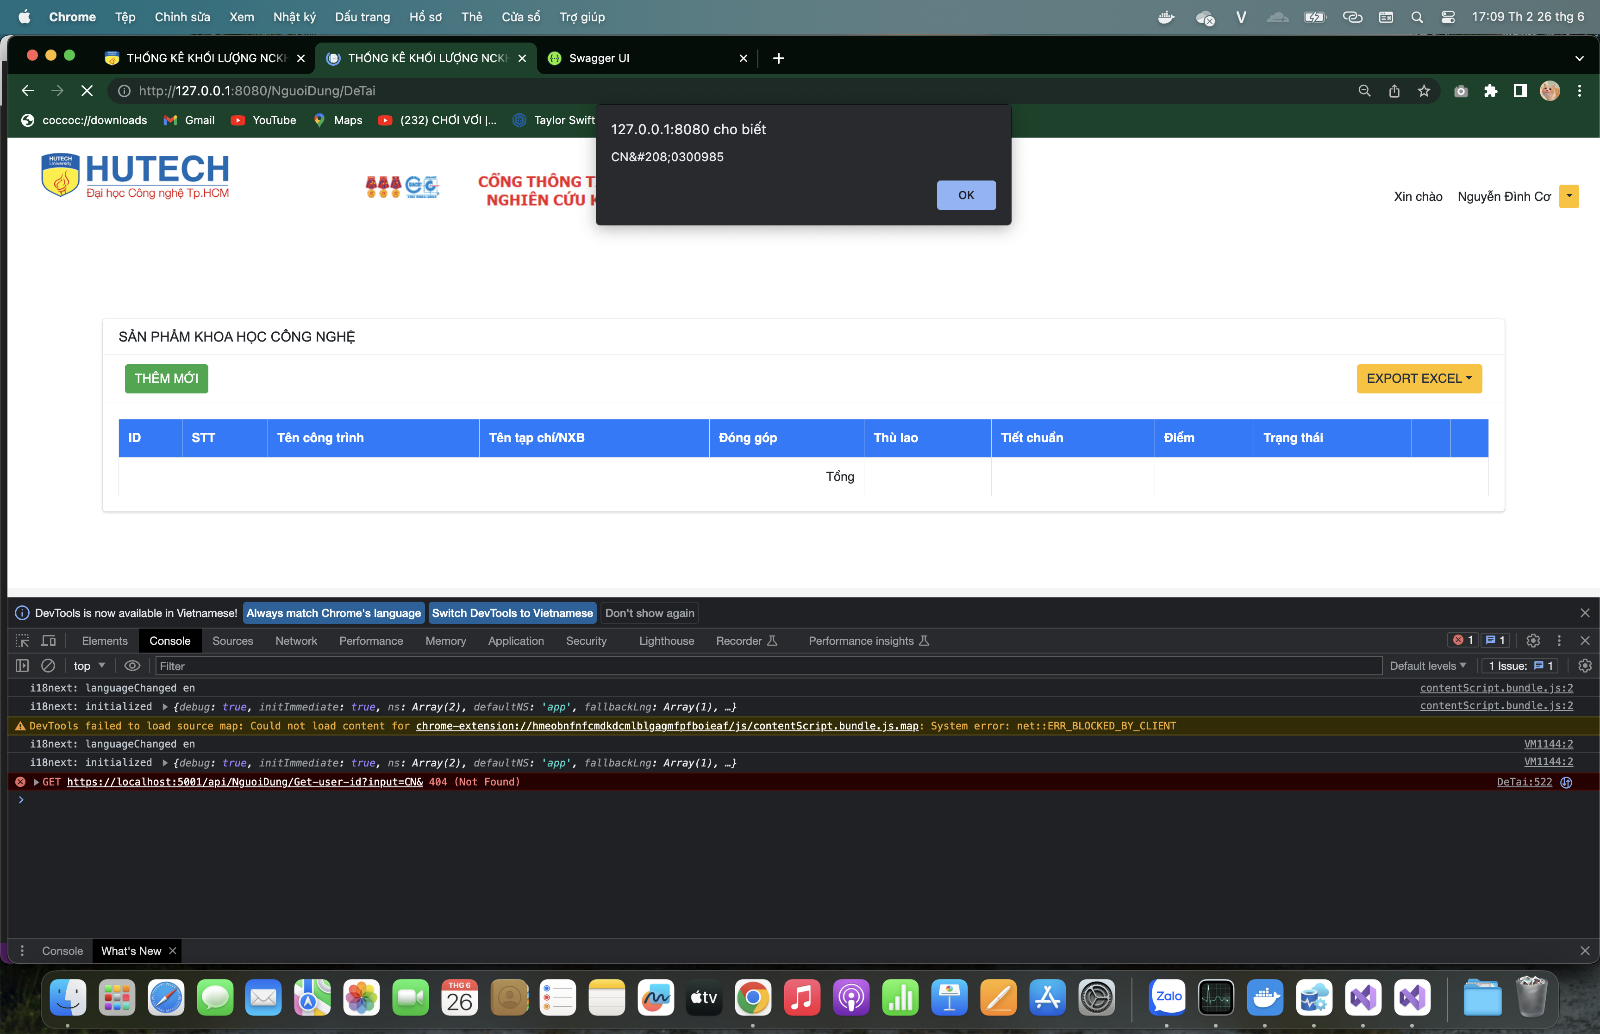 Chrome Tệp Chỉnh sửa Xem Nhật ký Dấu trang Hồ sơ Thẻ Cửa sổ Trợ giúp 17:09 Th 2 26 thg 6
THỐNG KÊ KHỐI LƯỢNG NCKH THỐNG KÊ KHỐI LƯỢNG NCKH Swagger UI
http://127.0.0.1:8080/NguoiDung/DeTai
coccoc://downloads Gmail YouTube Maps (232) CHƠI VƠI |... Taylor Swift
127.0.0.1:8080 cho biết
CN&#208;0300985
OK
HUTECH
University
HUTECH
Đại học Công nghệ Tp.HCM
CỔNG THÔNG T
NGHIÊN CỨU K
Xin chào Nguyễn Đình Cơ
SẢN PHẨM KHOA HỌC CÔNG NGHỆ
THÊM MỚI EXPORT EXCEL
ID STT Tên công trình Tên tạp chí/NXB Đóng góp Thù lao Tiết chuẩn Điểm Trạng thái
Tổng
DevTools is now available in Vietnamese! Always match Chrome's language Switch DevTools to Vietnamese Don't show again
Elements Console Sources Network Performance Memory Application Security Lighthouse Recorder Performance insights 1 1
top Filter Default levels 1 Issue: 1
i18next: languageChanged en contentScript.bundle.js:2
i18next: initialized {debug: true, initImmediate: true, ns: Array(2), defaultNS: 'app', fallbackLng: Array(1), …} contentScript.bundle.js:2
DevTools failed to load source map: Could not load content for chrome-extension://hmeobnfnfcmdkdcmlblgagmfpfboieaf/js/contentScript.bundle.js.map: System error: net::ERR_BLOCKED_BY_CLIENT
i18next: languageChanged en VM1144:2
i18next: initialized {debug: true, initImmediate: true, ns: Array(2), defaultNS: 'app', fallbackLng: Array(1), …} VM1144:2
GET https://localhost:5001/api/NguoiDung/Get-user-id?input=CN& 404 (Not Found) DeTai:522
Console What's New
THG 6
26
tv
Zalo